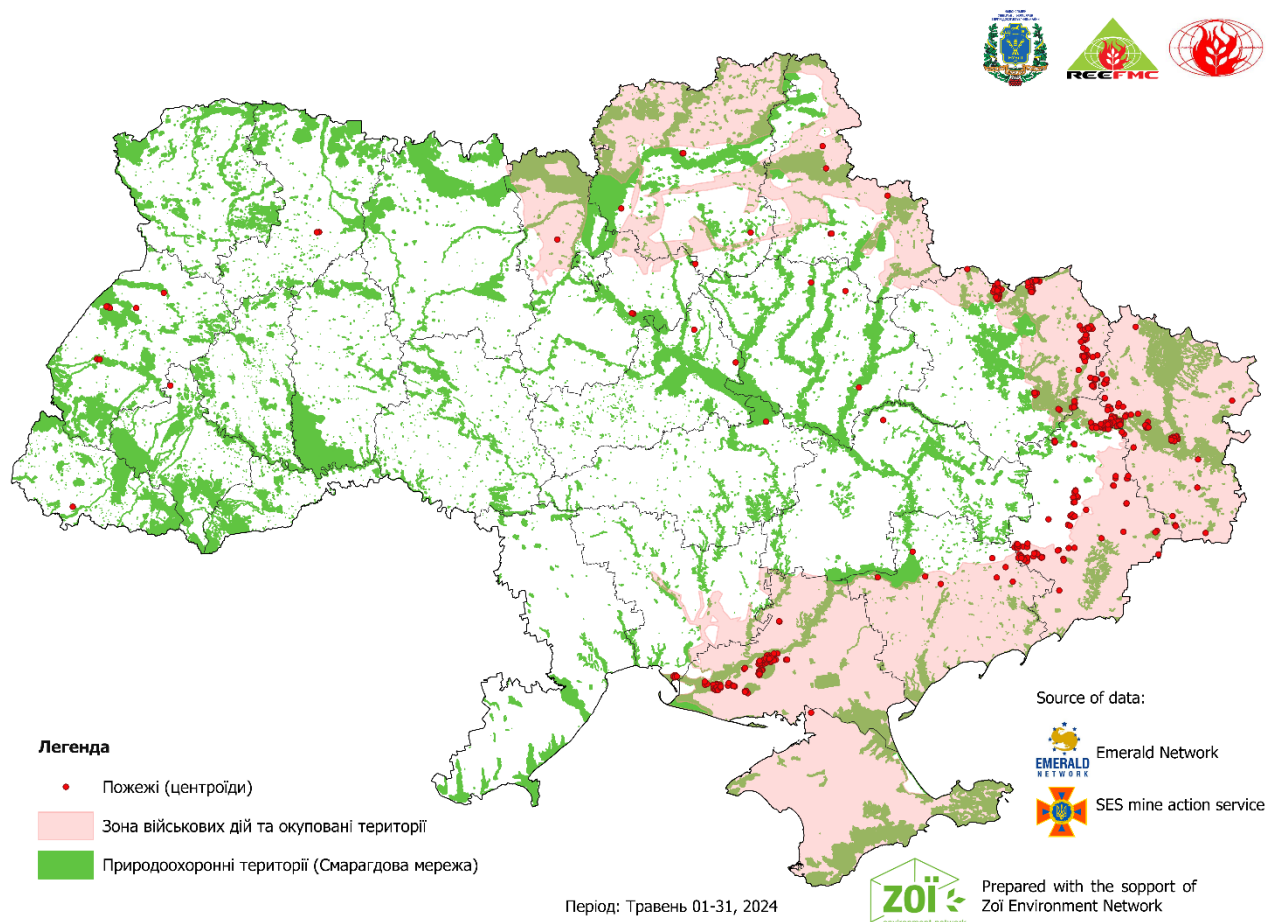 REEFMC
Source of data:
EMERALD
NETWORK
Emerald Network
SES mine action service
Легенда
Пожежі (центроїди)
Зона військових дій та окуповані території
Природоохоронні території (Смарагдова мережа)
Період: Травень 01-31, 2024
zoï
environment network
Prepared with the sopport of
Zoï Environment Network